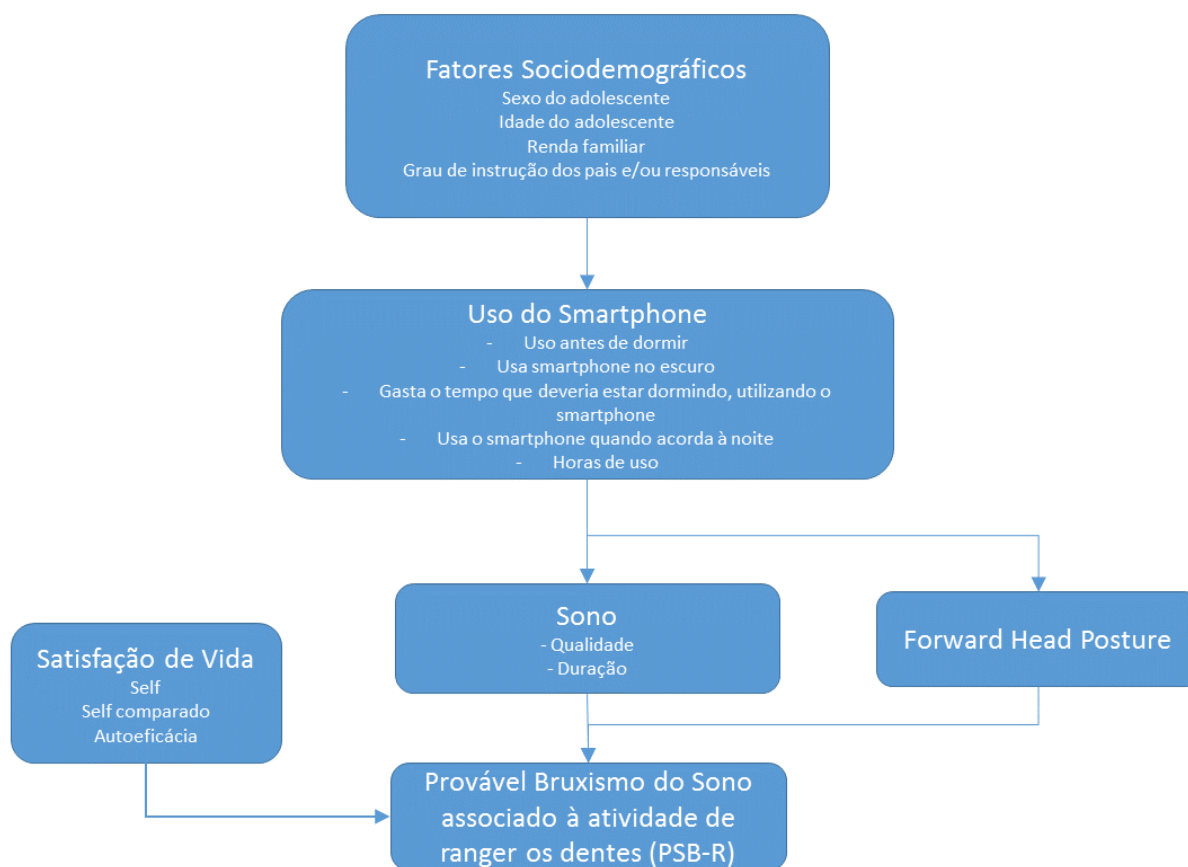 Fatores Sociodemográficos
Sexo do adolescente
Idade do adolescente
Renda familiar
Grau de instrução dos pais e/ou responsáveis
Uso do Smartphone
- Uso antes de dormir
- Usa smartphone no escuro
- Gasta o tempo que deveria estar dormindo, utilizando o
smartphone
- Usa o smartphone quando acorda à noite
- Horas de uso
Sono
- Qualidade
- Duração
Forward Head Posture
Satisfação de Vida
Self
Self comparado
Autoeficácia
Provável Bruxismo do Sono
associado à atividade de
ranger os dentes (PSB-R)